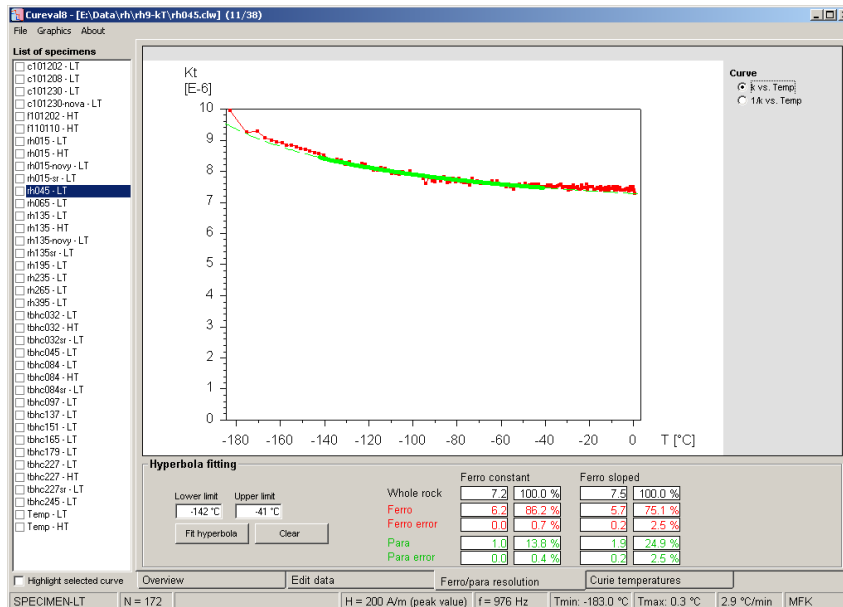 Cureval8 - [E:\Data\rh\rh9-kT\rh045.clw] (11/38)
File Graphics About
List of specimens
c101202 - LT
c101208 - LT
c101230 - LT
c101230-nova - LT
f101202 - HT
f110110 - HT
rh015 - LT
rh015 - HT
rh015-novy - LT
rh015-sr - LT
rh045 - LT
rh065 - LT
rh135 - LT
rh135 - HT
rh135-novy - LT
rh135sr - LT
rh195 - LT
rh235 - LT
rh265 - LT
rh395 - LT
tbhc032 - LT
tbhc032 - HT
tbhc032sr - LT
tbhc045 - LT
tbhc084 - LT
tbhc084 - HT
tbhc084sr - LT
tbhc097 - LT
tbhc137 - LT
tbhc151 - LT
tbhc165 - LT
tbhc179 - LT
tbhc227 - LT
tbhc227 - HT
tbhc227sr - LT
tbhc245 - LT
Temp - LT
Temp - HT
Highlight selected curve
Kt
[E-6]
10
9
8
7
6
5
4
3
2
1
0
-180 -160 -140 -120 -100 -80 -60 -40 -20 0 T [°C]
Curve
k vs. Temp
1/k vs. Temp
Hyperbola fitting
Lower limit Upper limit
-142 °C -41 °C
Fit hyperbola Clear
Ferro constant Ferro sloped
Whole rock 7.2 100.0 % 7.5 100.0 %
Ferro 6.2 86.2 % 5.7 75.1 %
Ferro error 0.0 0.7 % 0.2 2.5 %
Para 1.0 13.8 % 1.9 24.9 %
Para error 0.0 0.4 % 0.2 2.5 %
Overview Edit data Ferro/para resolution Curie temperatures
SPECIMEN-LT N = 172 H = 200 A/m (peak value) f = 976 Hz Tmin: -183.0 °C Tmax: 0.3 °C 2.9 °C/min MFK